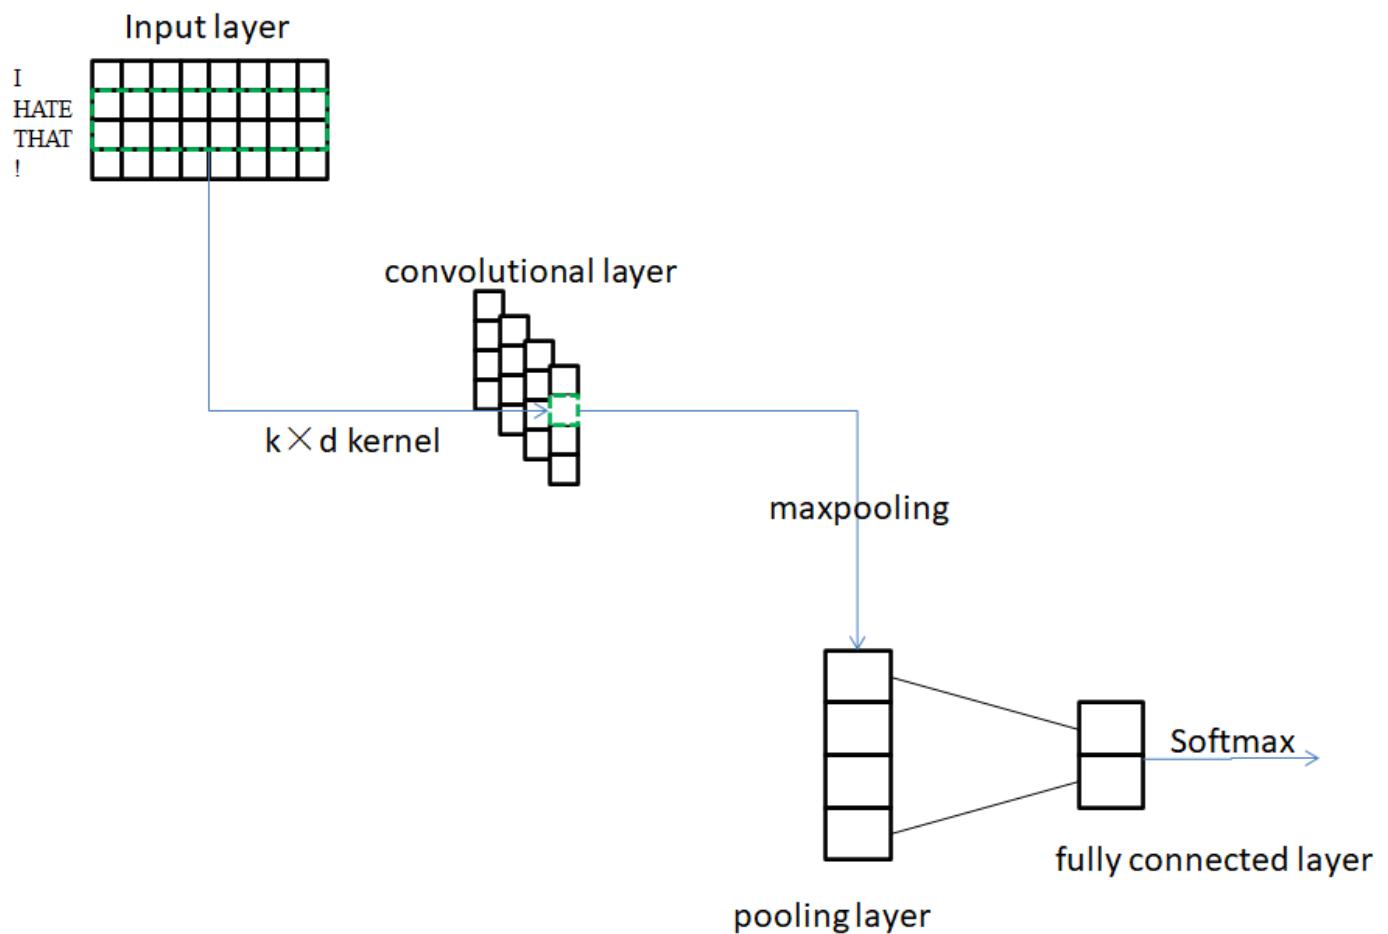 Input layer
I
HATE
THAT
!
convolutional layer
k×d kernel
maxpooling
Softmax
fully connected layer
pooling layer